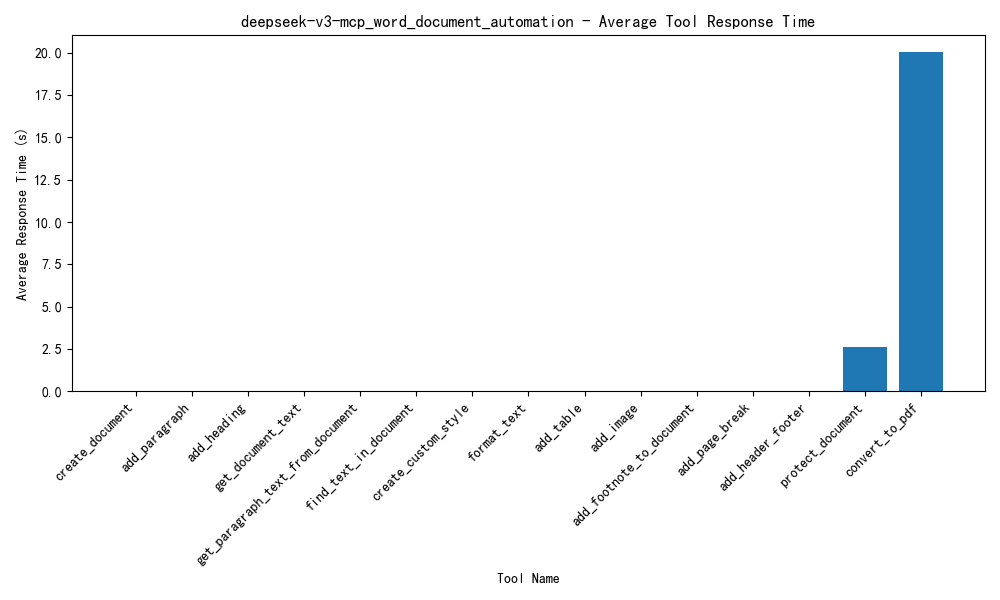 deepseek-v3-mcp_word_document_automation - Average Tool Response Time
Average Response Time (s)
20.0
17.5
15.0
12.5
10.0
7.5
5.0
2.5
0.0
create_document
add_paragraph
add_heading
get_document_text
get_paragraph_text_from_document
find_text_in_document
create_custom_style
format_text
add_table
add_image
add_footnote_to_document
add_page_break
add_header_footer
protect_document
convert_to_pdf
Tool Name